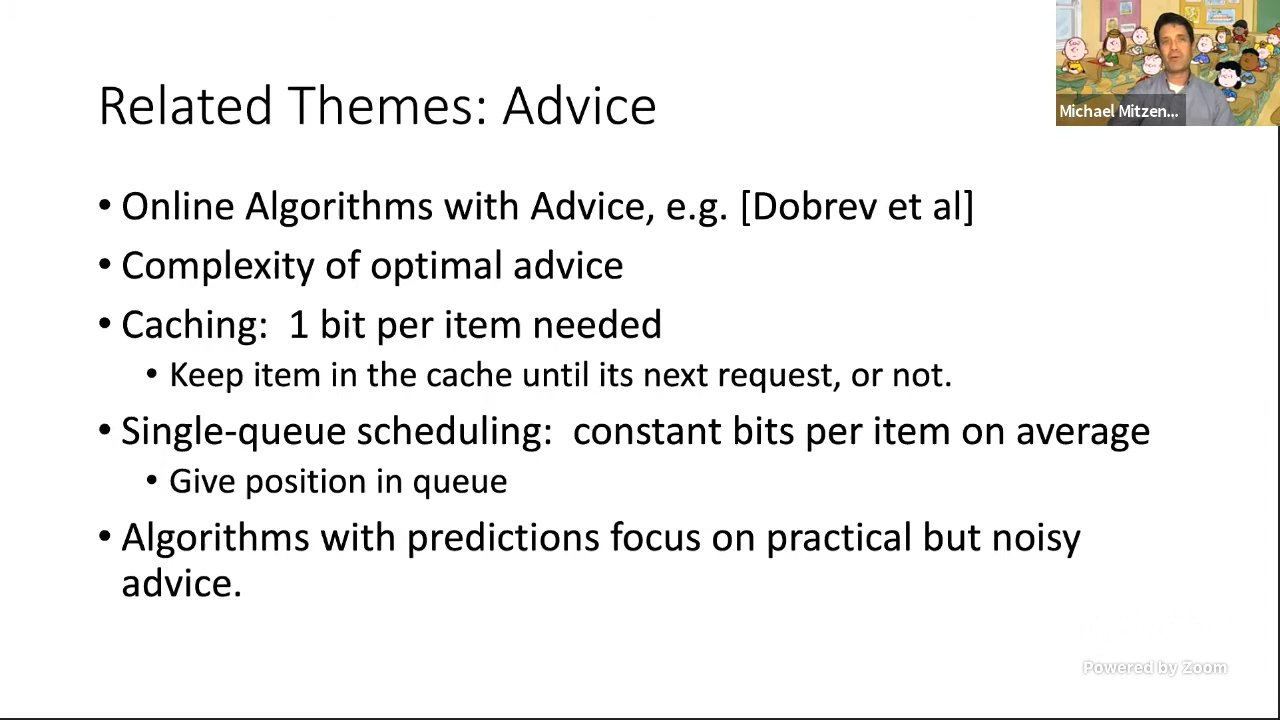 Michael Mitzen...
Related Themes: Advice
• Online Algorithms with Advice, e.g. [Dobrev et al]
• Complexity of optimal advice
• Caching:  1 bit per item needed
• Keep item in the cache until its next request, or not.
• Single-queue scheduling:  constant bits per item on average
• Give position in queue
• Algorithms with predictions focus on practical but noisy
advice.
Powered by Zoom